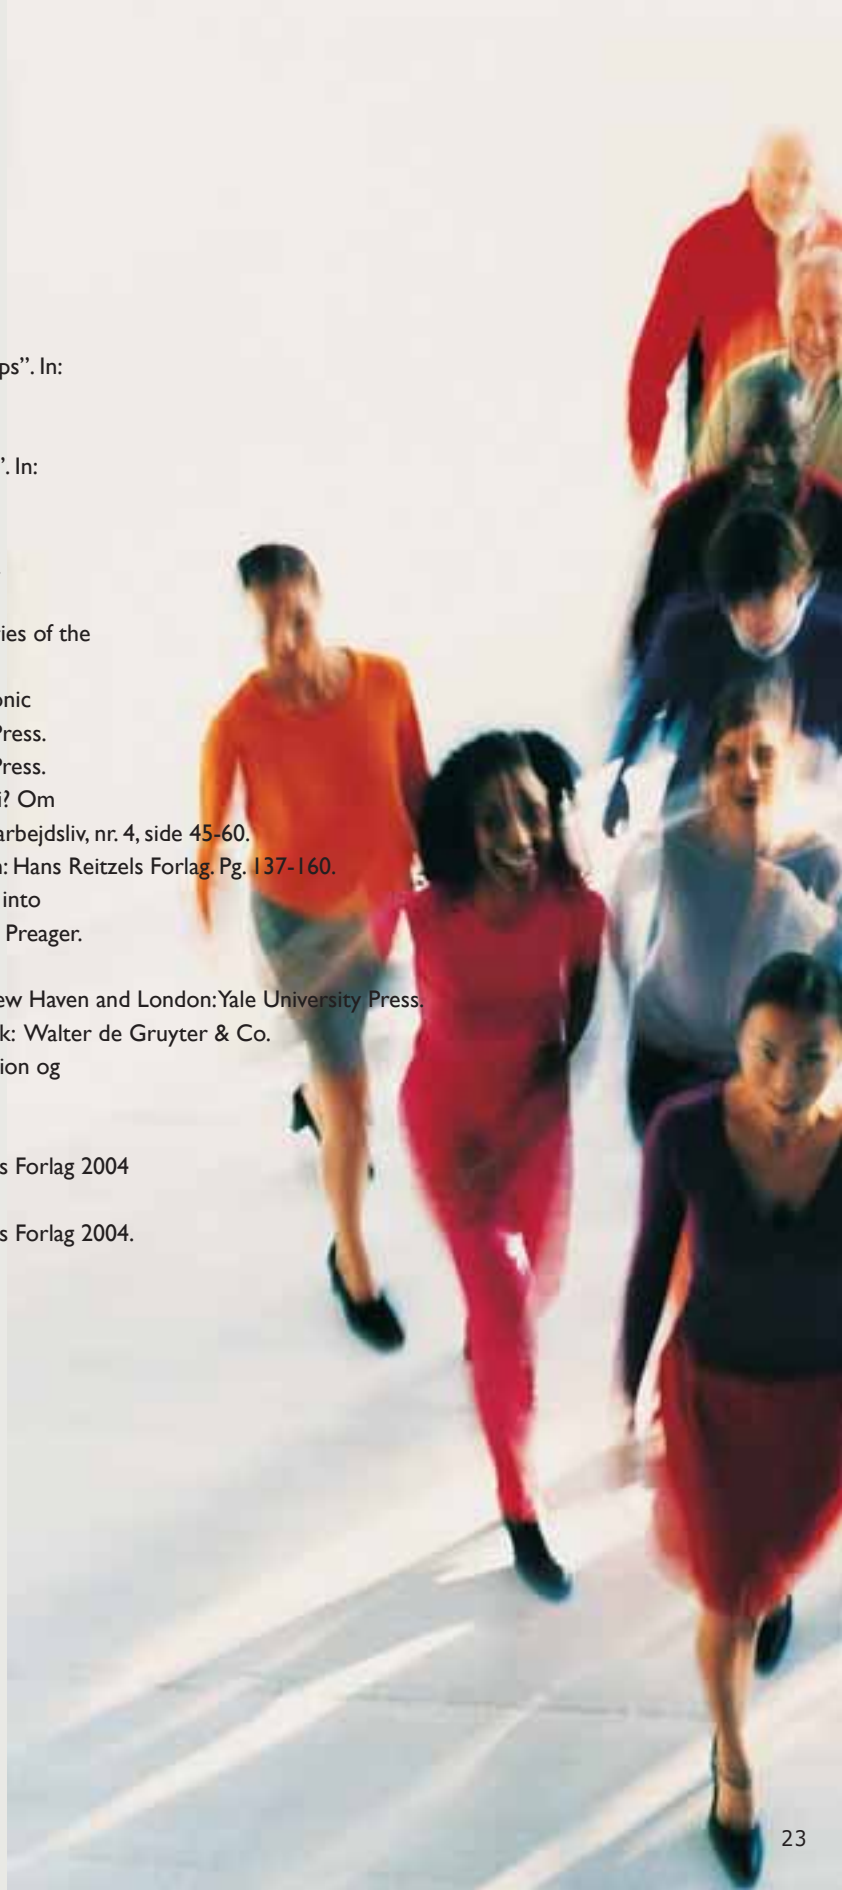 ps”. In:
”. In:
ies of the
onic
Press.
Press.
i? Om
arbejdsliv, nr. 4, side 45-60.
n: Hans Reitzels Forlag. Pg. 137-160.
into
Preager.
ew Haven and London: Yale University Press.
k: Walter de Gruyter & Co.
ion og
s Forlag 2004
s Forlag 2004.
23